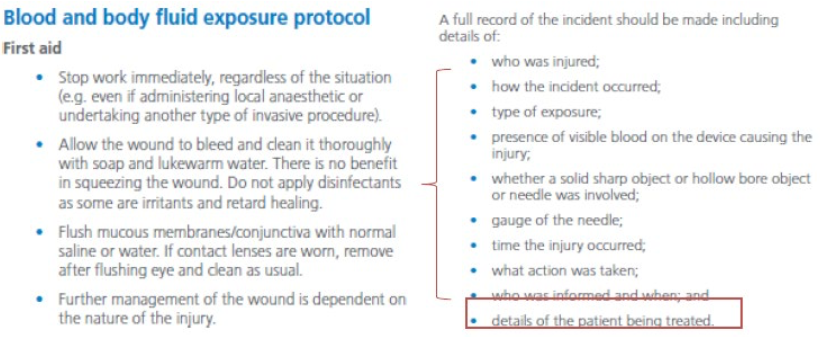 Blood and body fluid exposure protocol
First aid
• Stop work immediately, regardless of the situation
(e.g. even if administering local anaesthetic or
undertaking another type of invasive procedure).
• Allow the wound to bleed and clean it thoroughly
with soap and lukewarm water. There is no benefit
in squeezing the wound. Do not apply disinfectants
as some are irritants and retard healing.
• Flush mucous membranes/conjunctiva with normal
saline or water. If contact lenses are worn, remove
after flushing eye and clean as usual.
• Further management of the wound is dependent on
the nature of the injury.
A full record of the incident should be made including
details of:
• who was injured;
• how the incident occurred;
• type of exposure;
• presence of visible blood on the device causing the
injury;
• whether a solid sharp object or hollow bore object
or needle was involved;
• gauge of the needle;
• time the injury occurred;
• what action was taken;
• who was informed and when; and
• details of the patient being treated.